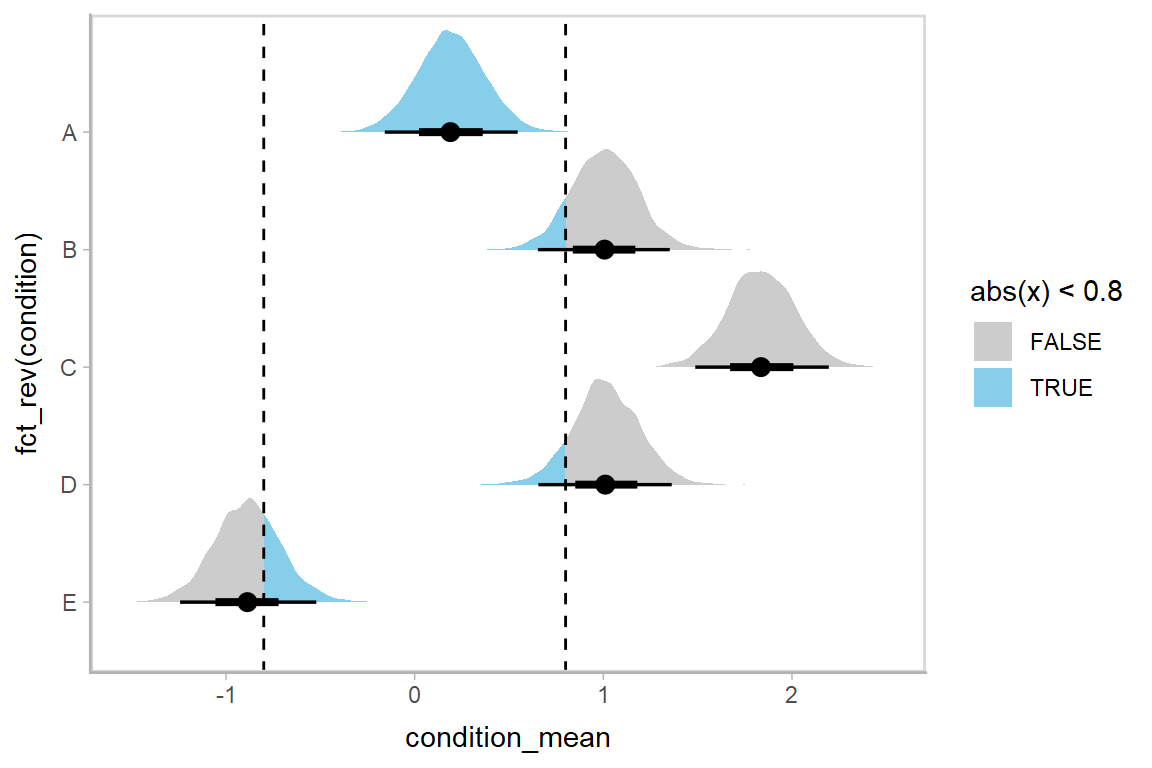 A
B
C
D
E
fct_rev(condition)
-1
0
1
2
condition_mean
abs(x) < 0.8
FALSE
TRUE